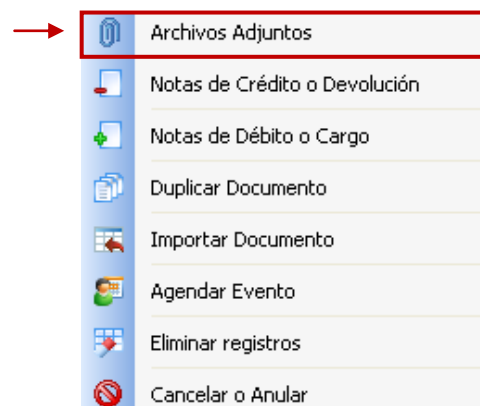 Archivos Adjuntos
Notas de Crédito o Devolución
Notas de Débito o Cargo
Duplicar Documento
Importar Documento
Agendar Evento
Eliminar registros
Cancelar o Anular